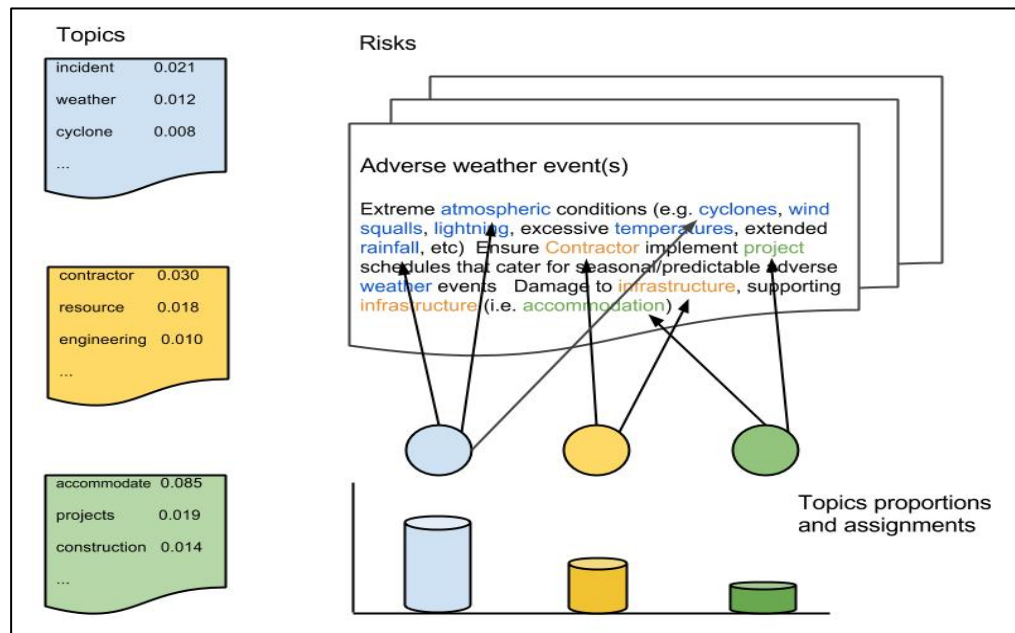 Topics
incident 0.021
weather 0.012
cyclone 0.008
...
contractor 0.030
resource 0.018
engineering 0.010
...
accommodate 0.085
projects 0.019
construction 0.014
...
Risks
Adverse weather event(s)
Extreme atmospheric conditions (e.g. cyclones, wind
squalls, lightning, excessive temperatures, extended
rainfall, etc) Ensure Contractor implement project
schedules that cater for seasonal/predictable adverse
weather events Damage to infrastructure, supporting
infrastructure (i.e. accommodation)
Topics proportions
and assignments